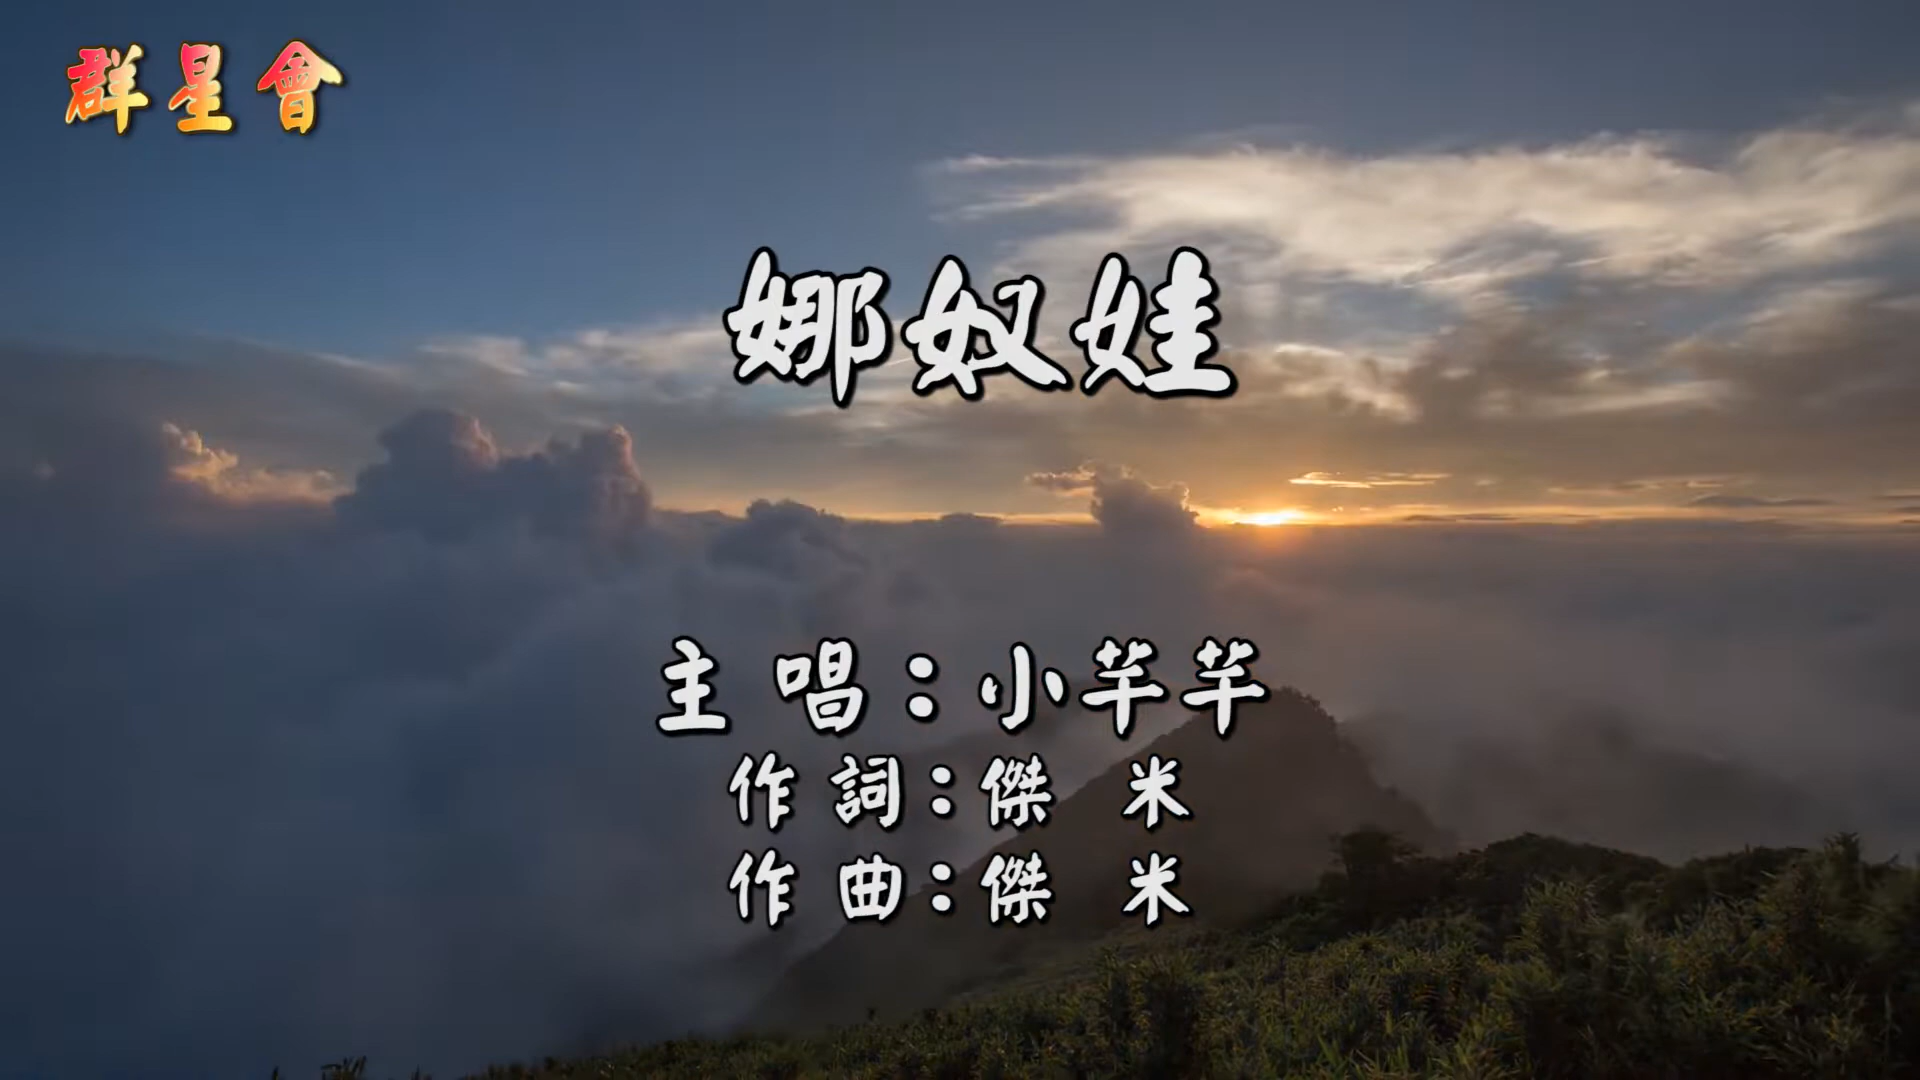 群星會
娜奴娃
主 唱：小芊芊
作 詞：傑 米
作 曲：傑 米